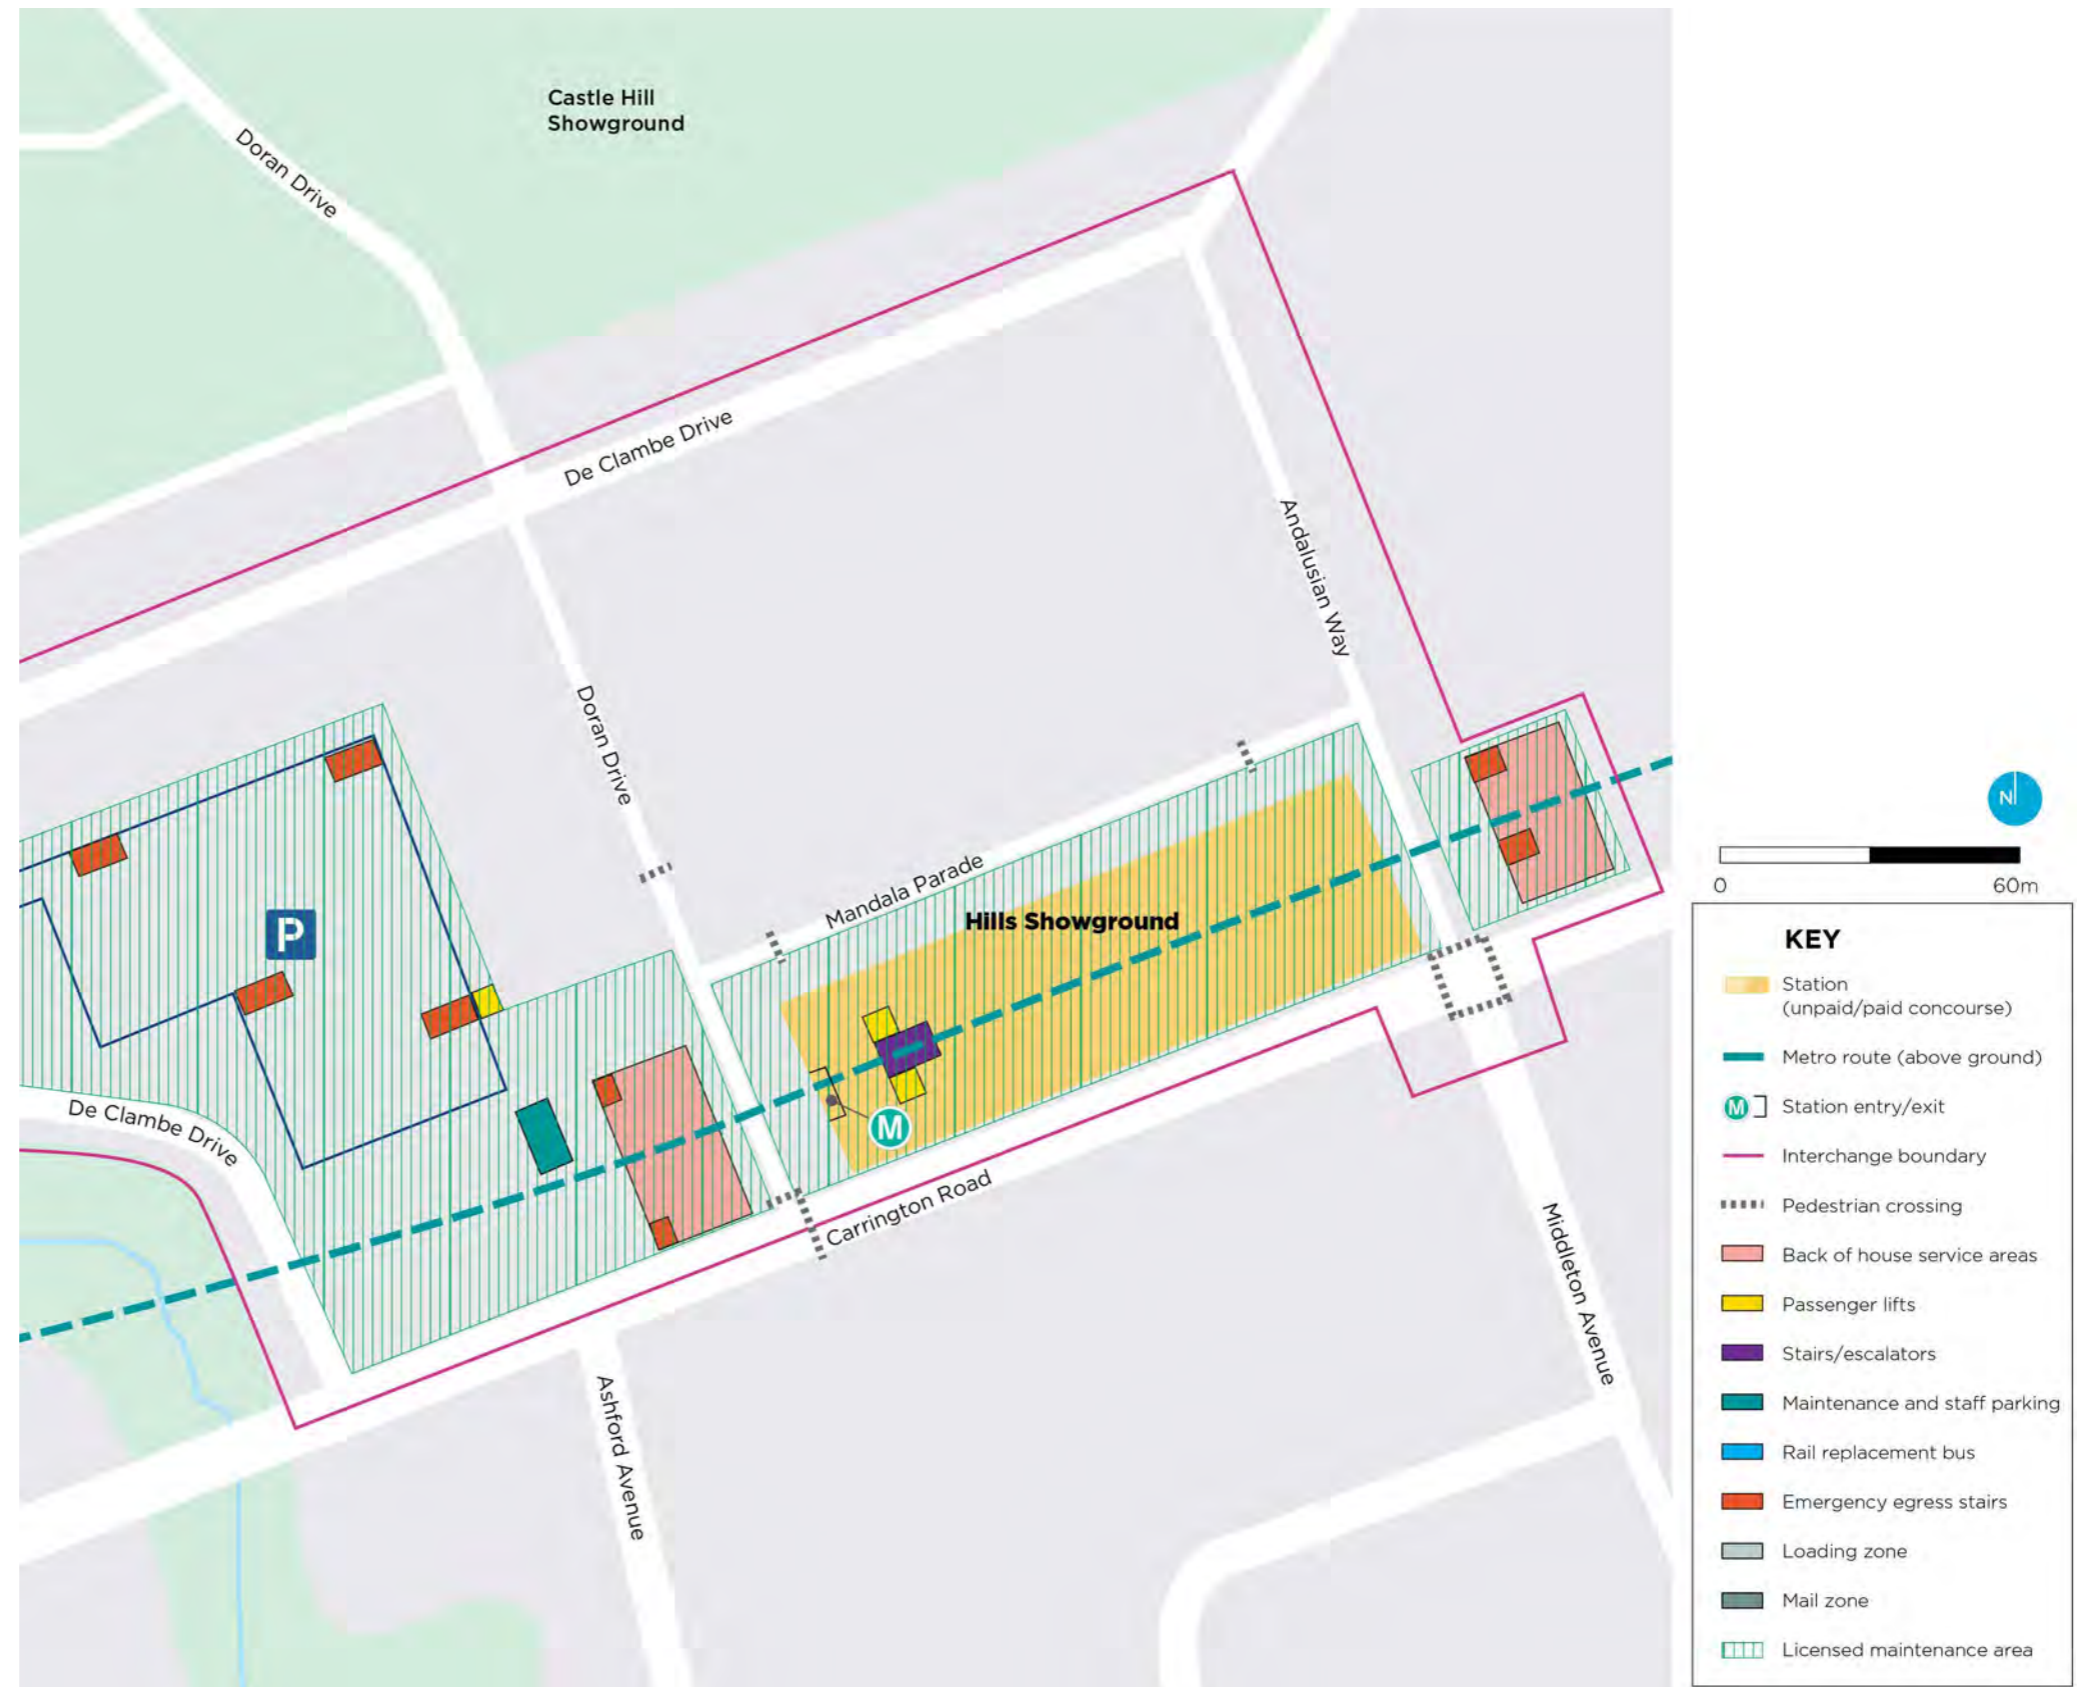 Castle Hill
Showground
Doran Drive
De Clambe Drive
Andalusian Way
Doran Drive
Mandala Parade
Hills Showground
P
M
De Clambe Drive
Carrington Road
Middleton Avenue
Ashford Avenue
N
0 60m
KEY
Station
(unpaid/paid concourse)
Metro route (above ground)
M Station entry/exit
Interchange boundary
Pedestrian crossing
Back of house service areas
Passenger lifts
Stairs/escalators
Maintenance and staff parking
Rail replacement bus
Emergency egress stairs
Loading zone
Mail zone
Licensed maintenance area